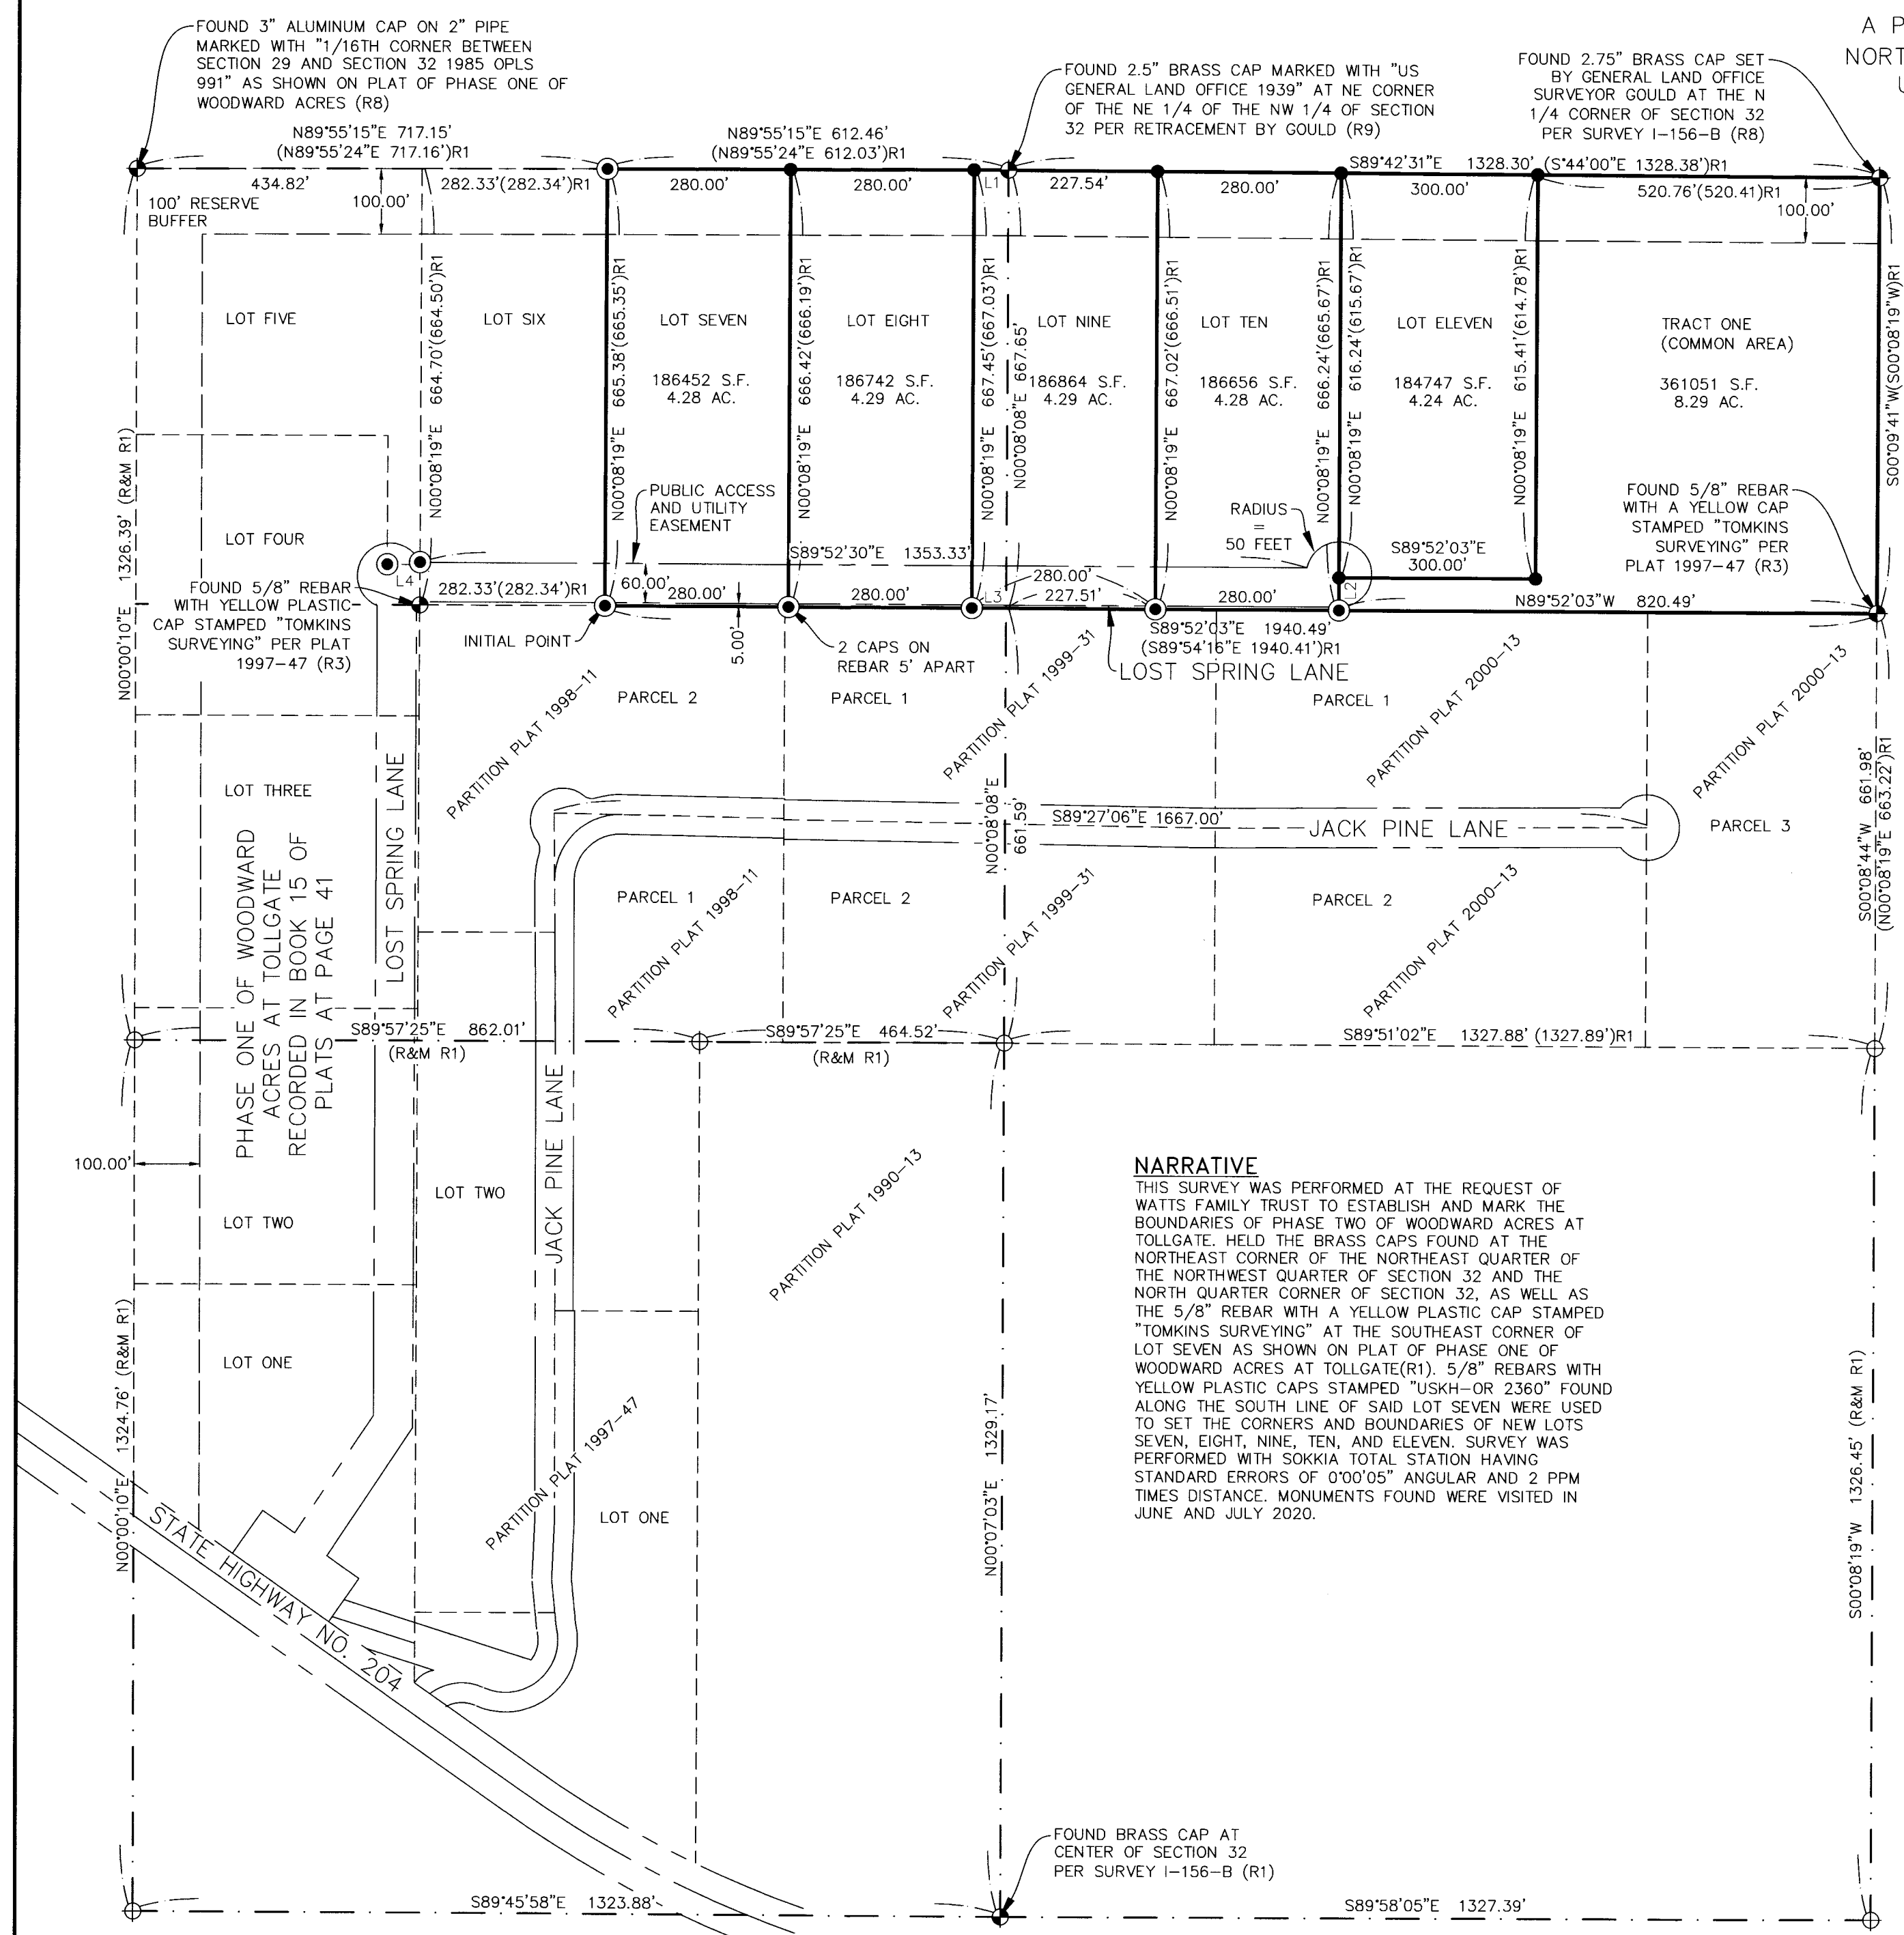 A P
NORT
U
FOUND 3" ALUMINUM CAP ON 2" PIPE
MARKED WITH "1/16TH CORNER BETWEEN
SECTION 29 AND SECTION 32 1985 OPLS
991" AS SHOWN ON PLAT OF PHASE ONE OF
WOODWARD ACRES (R8)
FOUND 2.5" BRASS CAP MARKED WITH "US
GENERAL LAND OFFICE 1939" AT NE CORNER
OF THE NE 1/4 OF THE NW 1/4 OF SECTION
32 PER RETRACEMENT BY GOULD (R9)
FOUND 2.75" BRASS CAP SET
BY GENERAL LAND OFFICE
SURVEYOR GOULD AT THE N
1/4 CORNER OF SECTION 32
PER SURVEY I-156-B (R8)
N89°55'15"E 717.15'
(N89°55'24"E 717.16')R1
N89°55'15"E 612.46'
(N89°55'24"E 612.03')R1
S89°42'31"E 1328.30' (S°44'00"E 1328.38')R1
434.82'
282.33'(282.34')R1
280.00'
280.00'
L1
227.54'
280.00'
300.00'
520.76'(520.41)R1
100' RESERVE
BUFFER
100.00'
100.00'
LOT FIVE
LOT SIX
LOT SEVEN
LOT EIGHT
LOT NINE
LOT TEN
LOT ELEVEN
TRACT ONE
(COMMON AREA)
186452 S.F.
4.28 AC.
186742 S.F.
4.29 AC.
186864 S.F.
4.29 AC.
186656 S.F.
4.28 AC.
184747 S.F.
4.24 AC.
361051 S.F.
8.29 AC.
N00°08'19"E 664.70'(664.50')R1
N00°08'19"E 665.38'(665.35')R1
N00°08'19"E 666.42'(666.19')R1
N00°08'19"E 667.45'(667.03')R1
N00°08'08"E 667.65'
N00°08'19"E 667.02'(666.51')R1
N00°08'19"E 666.24'(665.67')R1
N00°08'19"E 616.24'(615.67')R1
N00°08'19"E 615.41'(614.78')R1
S00°09'41"W(S00°08'19"W)R1
N00°00'10"E 1326.39' (R&M R1)
PUBLIC ACCESS
AND UTILITY
EASEMENT
RADIUS
=
50 FEET
FOUND 5/8" REBAR
WITH A YELLOW CAP
STAMPED "TOMKINS
SURVEYING" PER
PLAT 1997-47 (R3)
LOT FOUR
L4
S89°52'30"E 1353.33'
S89°52'03"E
300.00'
FOUND 5/8" REBAR
WITH YELLOW PLASTIC
CAP STAMPED "TOMKINS
SURVEYING" PER PLAT
1997-47 (R3)
282.33'(282.34')R1
60.00'
280.00'
280.00'
L3
280.00'
227.51'
280.00'
L2
N89°52'03"W 820.49'
INITIAL POINT
5.00'
2 CAPS ON
REBAR 5' APART
S89°52'03"E 1940.49'
(S89°54'16"E 1940.41')R1
LOST SPRING LANE
PARCEL 2
PARCEL 1
PARCEL 1
PARTITION PLAT 1998-11
PARTITION PLAT 1999-31
PARTITION PLAT 2000-13
PARTITION PLAT 2000-13
LOT THREE
LOST SPRING LANE
N00°08'08"E
661.59'
S89°27'06"E 1667.00'
JACK PINE LANE
PARCEL 3
S00°08'44"W 661.98'
(N00°08'19"E 663.22')R1
PHASE ONE OF WOODWARD
ACRES AT TOLLGATE
RECORDED IN BOOK 15 OF
PLATS AT PAGE 41
PARCEL 1
PARCEL 2
PARCEL 2
PARTITION PLAT 1998-11
PARTITION PLAT 1999-31
PARTITION PLAT 2000-13
S89°57'25"E 862.01'
(R&M R1)
S89°57'25"E 464.52'
(R&M R1)
S89°51'02"E 1327.88' (1327.89')R1
100.00'
LOT TWO
LOT TWO
JACK PINE LANE
PARTITION PLAT 1990-13
LOT ONE
N00°00'10"E 1324.76' (R&M R1)
PARTITION PLAT 1997-47
LOT ONE
N00°07'03"E 1329.17'
S00°08'19"W 1326.45' (R&M R1)
STATE HIGHWAY NO. 204
NARRATIVE
THIS SURVEY WAS PERFORMED AT THE REQUEST OF
WATTS FAMILY TRUST TO ESTABLISH AND MARK THE
BOUNDARIES OF PHASE TWO OF WOODWARD ACRES AT
TOLLGATE. HELD THE BRASS CAPS FOUND AT THE
NORTHEAST CORNER OF THE NORTHEAST QUARTER OF
THE NORTHWEST QUARTER OF SECTION 32 AND THE
NORTH QUARTER CORNER OF SECTION 32, AS WELL AS
THE 5/8" REBAR WITH A YELLOW PLASTIC CAP STAMPED
"TOMKINS SURVEYING" AT THE SOUTHEAST CORNER OF
LOT SEVEN AS SHOWN ON PLAT OF PHASE ONE OF
WOODWARD ACRES AT TOLLGATE(R1). 5/8" REBARS WITH
YELLOW PLASTIC CAPS STAMPED "USKH-OR 2360" FOUND
ALONG THE SOUTH LINE OF SAID LOT SEVEN WERE USED
TO SET THE CORNERS AND BOUNDARIES OF NEW LOTS
SEVEN, EIGHT, NINE, TEN, AND ELEVEN. SURVEY WAS
PERFORMED WITH SOKKIA TOTAL STATION HAVING
STANDARD ERRORS OF 0°00'05" ANGULAR AND 2 PPM
TIMES DISTANCE. MONUMENTS FOUND WERE VISITED IN
JUNE AND JULY 2020.
FOUND BRASS CAP AT
CENTER OF SECTION 32
PER SURVEY I-156-B (R1)
S89°45'58"E 1323.88'
S89°58'05"E 1327.39'